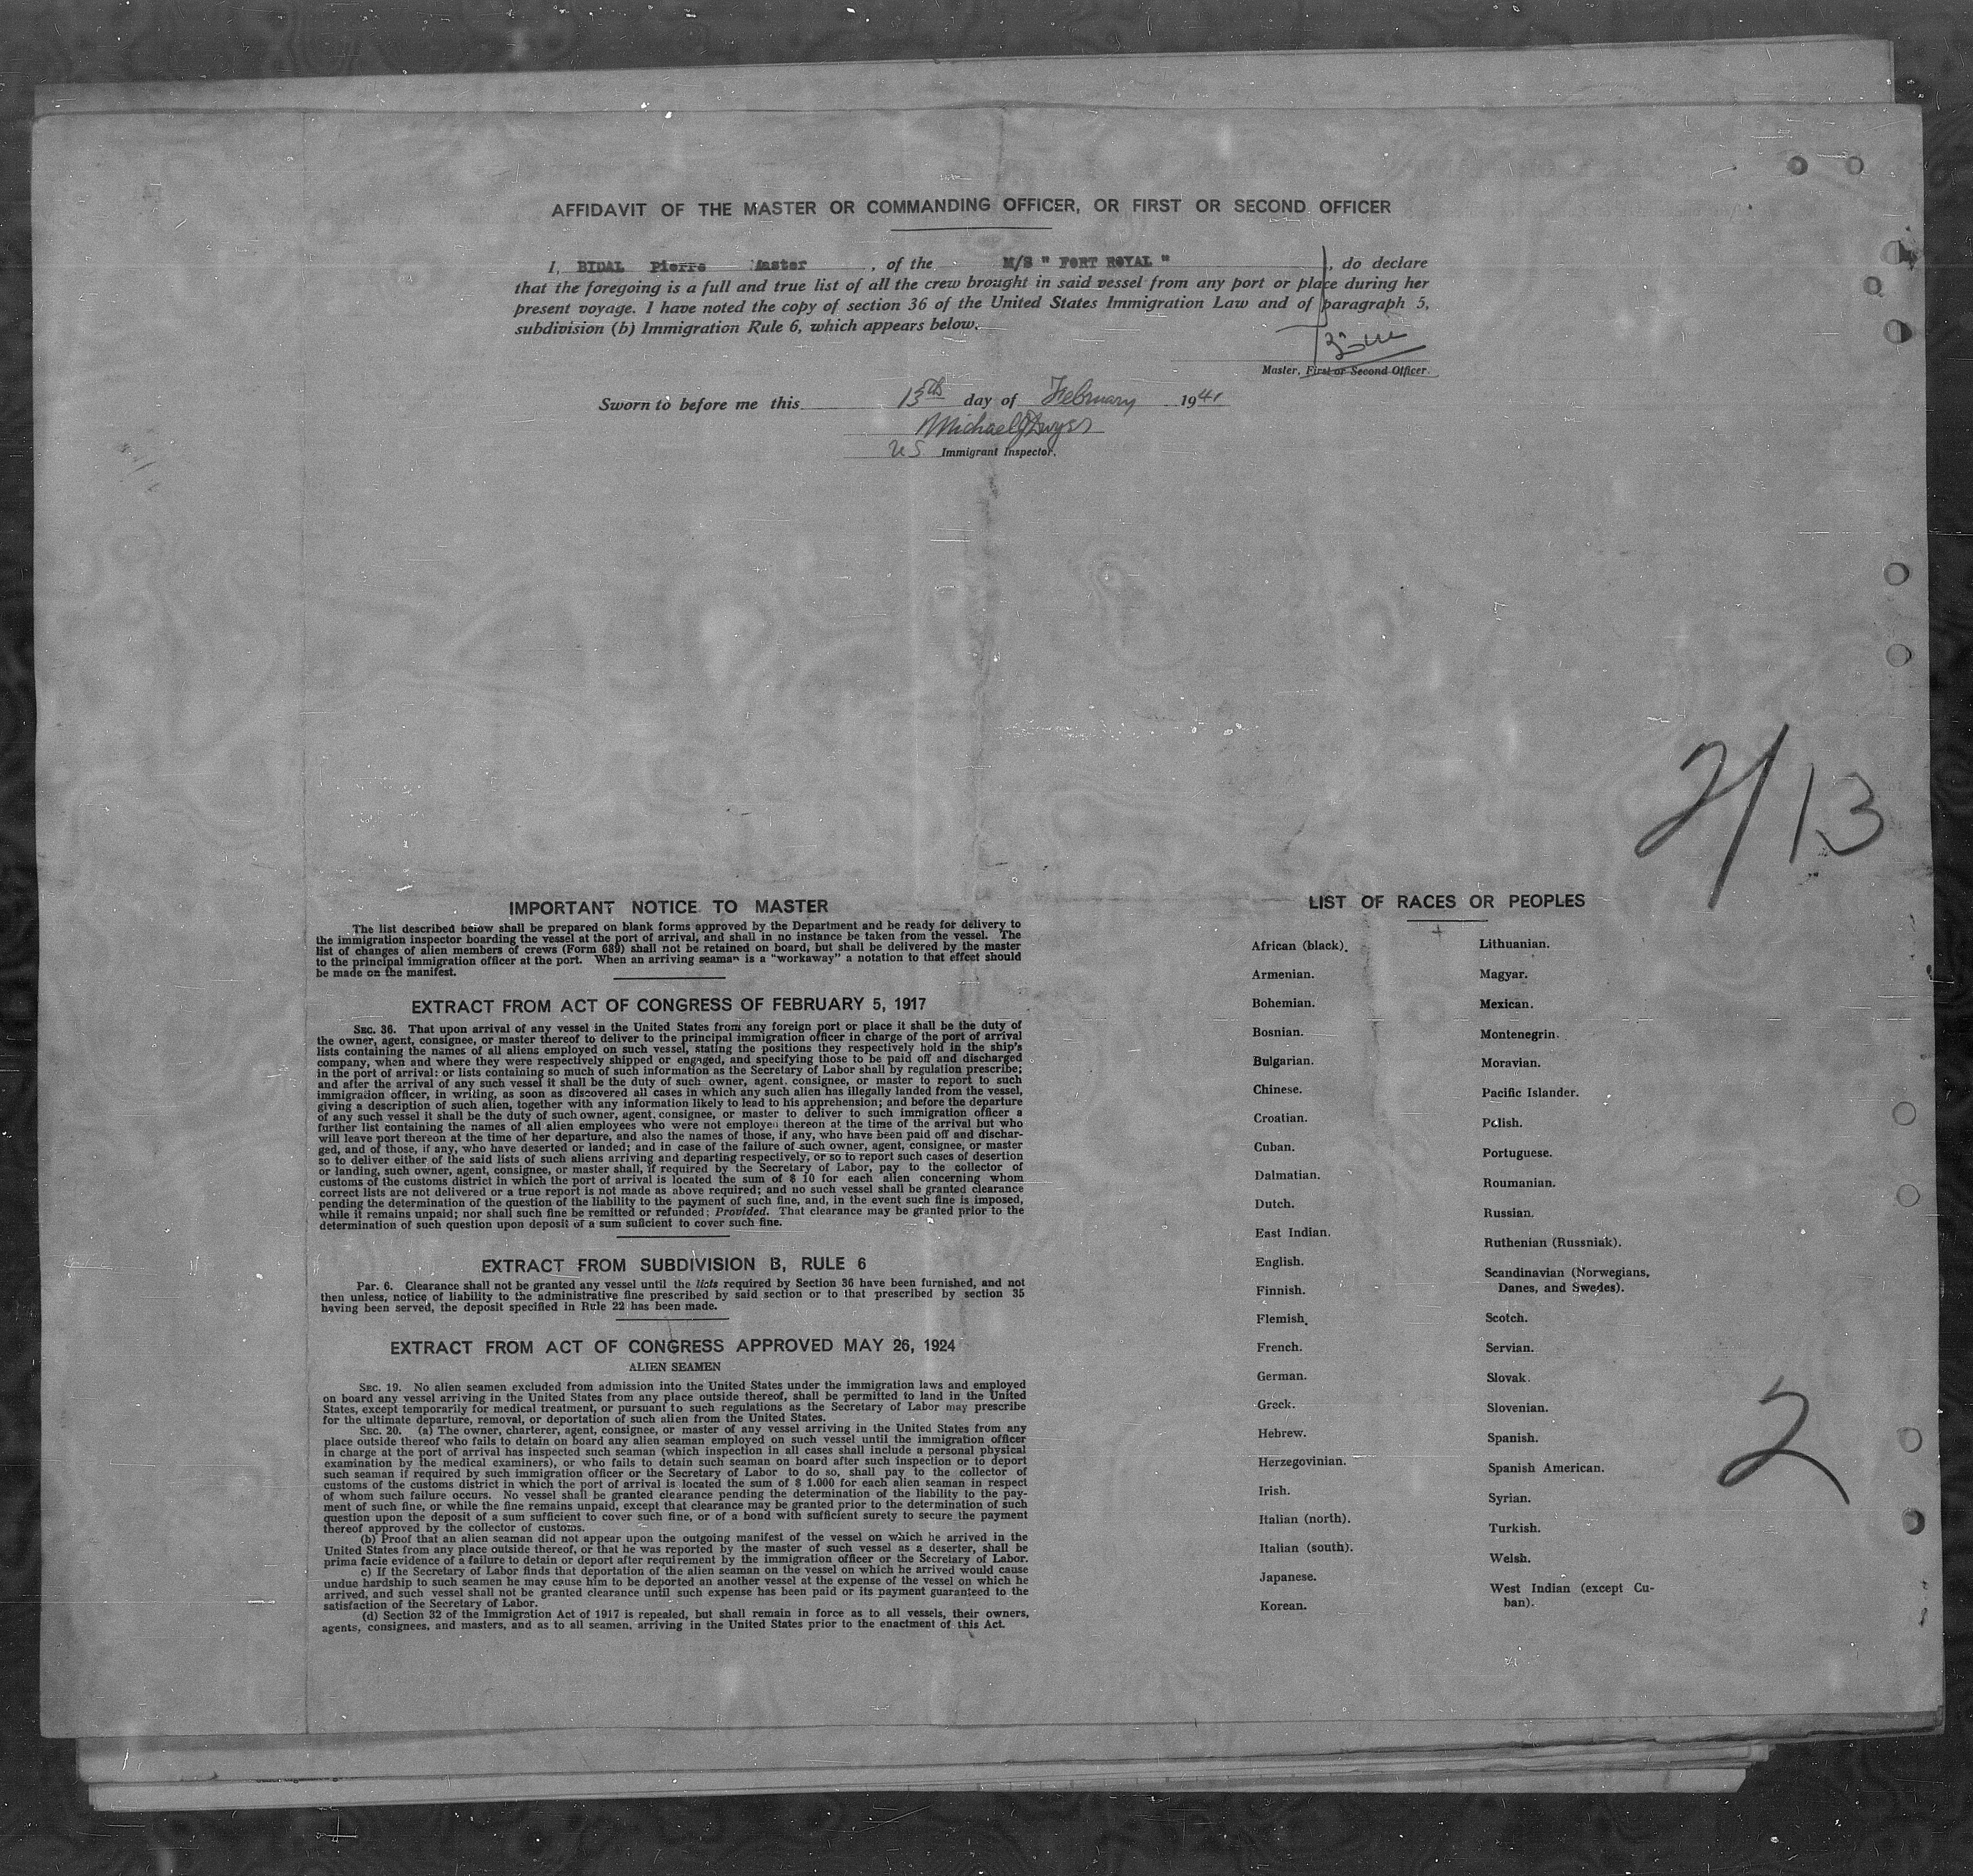 AFFIDAVIT OF THE MASTER OR COMMANDING OFFICER, OR FIRST OR SECOND OFFICER
I, BIDAL Pierre Master, of the M/S " FORT ROYAL ", do declare
that the foregoing is a full and true list of all the crew brought in said vessel from any port or place during her
present voyage. I have noted the copy of section 36 of the United States Immigration Law and of paragraph 5,
subdivision (b) Immigration Rule 6, which appears below.
Master, First or Second Officer.
Sworn to before me this 13th day of February 1941
Michael J Dwyer
US Immigrant Inspector.
2/13
IMPORTANT NOTICE TO MASTER
The list described below shall be prepared on blank forms approved by the Department and be ready for delivery to
the immigration inspector boarding the vessel at the port of arrival, and shall in no instance be taken from the vessel. The
list of changes of alien members of crews (Form 689) shall not be retained on board, but shall be delivered by the master
to the principal immigration officer at the port. When an arriving seaman is a "workaway" a notation to that effect should
be made on the manifest.
EXTRACT FROM ACT OF CONGRESS OF FEBRUARY 5, 1917
SEC. 36. That upon arrival of any vessel in the United States from any foreign port or place it shall be the duty of
the owner, agent, consignee, or master thereof to deliver to the principal immigration officer in charge of the port of arrival
lists containing the names of all aliens employed on such vessel, stating the positions they respectively hold in the ship's
company, when and where they were respectively shipped or engaged, and specifying those to be paid off and discharged
in the port of arrival: or lists containing so much of such information as the Secretary of Labor shall by regulation prescribe;
and after the arrival of any such vessel it shall be the duty of such owner, agent. consignee, or master to report to such
immigration officer, in writing, as soon as discovered all cases in which any such alien has illegally landed from the vessel,
giving a description of such alien, together with any information likely to lead to his apprehension; and before the departure
of any such vessel it shall be the duty of such owner, agent, consignee, or master to deliver to such immigration officer a
further list containing the names of all alien employees who were not employed thereon at the time of the arrival but who
will leave port thereon at the time of her departure, and also the names of those, if any, who have been paid off and dischar-
ged, and of those, if any, who have deserted or landed; and in case of the failure of such owner, agent, consignee, or master
so to deliver either of the said lists of such aliens arriving and departing respectively, or so to report such cases of desertion
or landing, such owner, agent, consignee, or master shall, if required by the Secretary of Labor, pay to the collector of
customs of the customs district in which the port of arrival is located the sum of $ 10 for each alien concerning whom
correct lists are not delivered or a true report is not made as above required; and no such vessel shall be granted clearance
pending the determination of the question of the liability to the payment of such fine, and, in the event such fine is imposed,
while it remains unpaid; nor shall such fine be remitted or refunded; Provided. That clearance may be granted prior to the
determination of such question upon deposit of a sum suficient to cover such fine.
EXTRACT FROM SUBDIVISION B, RULE 6
Par. 6. Clearance shall not be granted any vessel until the licts required by Section 36 have been furnished, and not
then unless, notice of liability to the administrative fine prescribed by said section or to that prescribed by section 35
having been served, the deposit specified in Rule 22 has been made.
EXTRACT FROM ACT OF CONGRESS APPROVED MAY 26, 1924
ALIEN SEAMEN
SEC. 19. No alien seamen excluded from admission into the United States under the immigration laws and employed
on board any vessel arriving in the United States from any place outside thereof, shall be permitted to land in the United
States, except temporarily for medical treatment, or pursuant to such regulations as the Secretary of Labor may prescribe
for the ultimate departure, removal, or deportation of such alien from the United States.
SEC. 20. (a) The owner, charterer, agent, consignee, or master of any vessel arriving in the United States from any
place outside thereof who fails to detain on board any alien seaman employed on such vessel until the immigration officer
in charge at the port of arrival has inspected such seaman (which inspection in all cases shall include a personal physical
examination by the medical examiners), or who fails to detain such seaman on board after such inspection or to deport
such seaman if required by such immigration officer or the Secretary of Labor to do so, shall pay to the collector of
customs of the customs district in which the port of arrival is located the sum of $ 1.000 for each alien seaman in respect
of whom such failure occurs. No vessel shall be granted clearance pending the determination of the liability to the pay-
ment of such fine, or while the fine remains unpaid, except that clearance may be granted prior to the determination of such
question upon the deposit of a sum sufficient to cover such fine, or of a bond with sufficient surety to secure the payment
thereof approved by the collector of customs.
(b) Proof that an alien seaman did not appear upon the outgoing manifest of the vessel on which he arrived in the
United States from any place outside thereof, or that he was reported by the master of such vessel as a deserter, shall be
prima facie evidence of a failure to detain or deport after requirement by the immigration officer or the Secretary of Labor.
c) If the Secretary of Labor finds that deportation of the alien seaman on the vessel on which he arrived would cause
undue hardship to such seamen he may cause him to be deported an another vessel at the expense of the vessel on which he
arrived, and such vessel shall not be granted clearance until such expense has been paid or its payment guaranteed to the
satisfaction of the Secretary of Labor.
(d) Section 32 of the Immigration Act of 1917 is repealed, but shall remain in force as to all vessels, their owners,
agents, consignees, and masters, and as to all seamen, arriving in the United States prior to the enactment of this Act.
LIST OF RACES OR PEOPLES
African (black).
Armenian.
Bohemian.
Bosnian.
Bulgarian.
Chinese.
Croatian.
Cuban.
Dalmatian.
Dutch.
East Indian.
English.
Finnish.
Flemish.
French.
German.
Greek.
Hebrew.
Herzegovinian.
Irish.
Italian (north).
Italian (south).
Japanese.
Korean.
Lithuanian.
Magyar.
Mexican.
Montenegrin.
Moravian.
Pacific Islander.
Polish.
Portuguese.
Roumanian.
Russian.
Ruthenian (Russniak).
Scandinavian (Norwegians,
Danes, and Swedes).
Scotch.
Servian.
Slovak.
Slovenian.
Spanish.
Spanish American.
Syrian.
Turkish.
Welsh.
West Indian (except Cu-
ban).
2